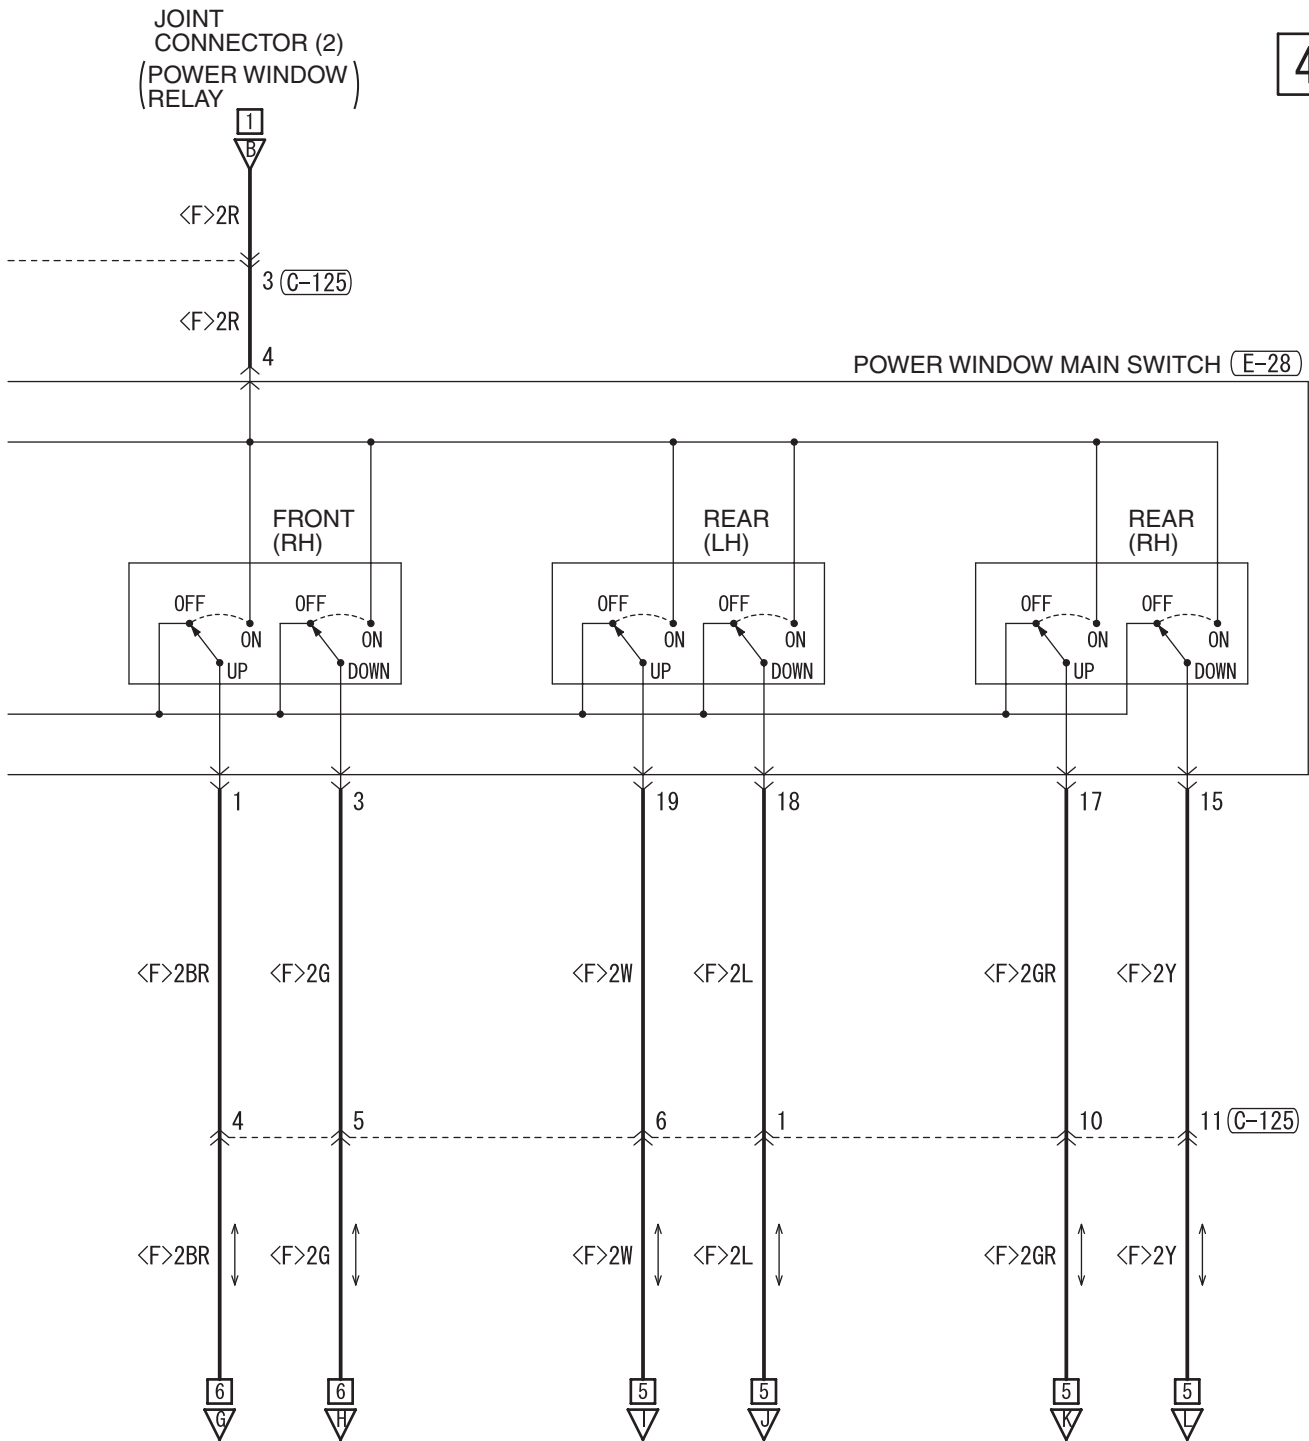 JOINT
CONNECTOR (2)
(POWER WINDOW
RELAY)
4
1
B
<F>2R
3 C-125
<F>2R
4
POWER WINDOW MAIN SWITCH E-28
FRONT
(RH)
REAR
(LH)
REAR
(RH)
OFF OFF OFF OFF OFF OFF
ON ON ON ON ON ON
UP DOWN UP DOWN UP DOWN
1 3 19 18 17 15
<F>2BR <F>2G <F>2W <F>2L <F>2GR <F>2Y
4 5 6 1 10 11 C-125
<F>2BR <F>2G <F>2W <F>2L <F>2GR <F>2Y
6 6 5 5 5 5
G H I J K L